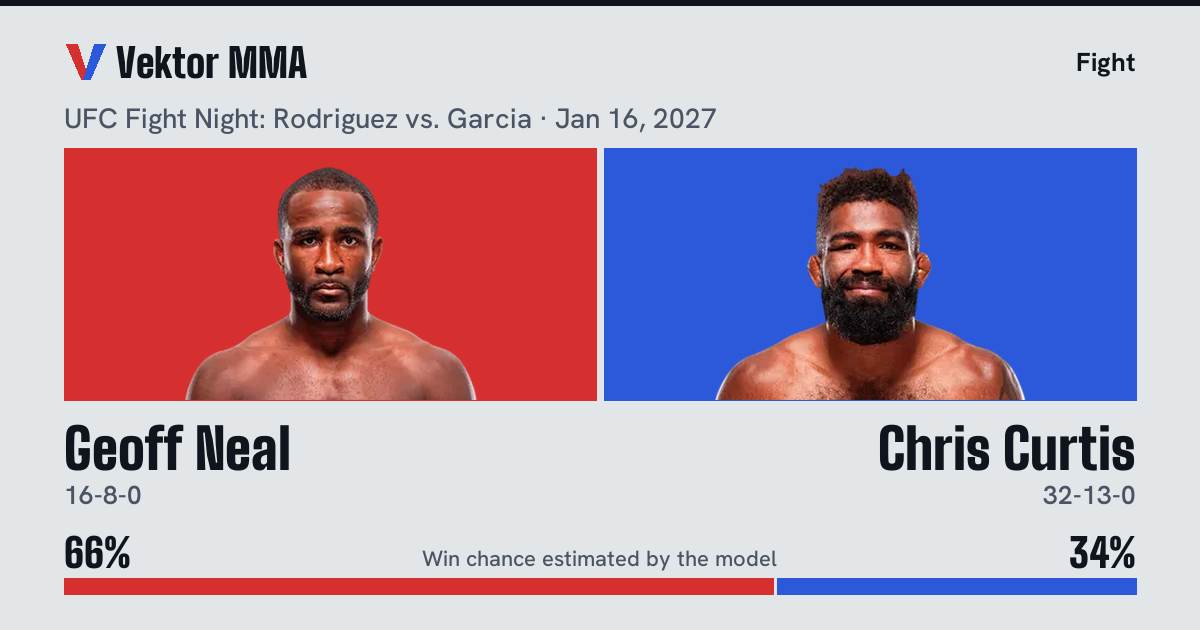 Vektor MMA
Fight
UFC Fight Night: Rodriguez vs. Garcia · Jan 16, 2027
Geoff Neal
Chris Curtis
16-8-0
32-13-0
66%
Win chance estimated by the model
34%